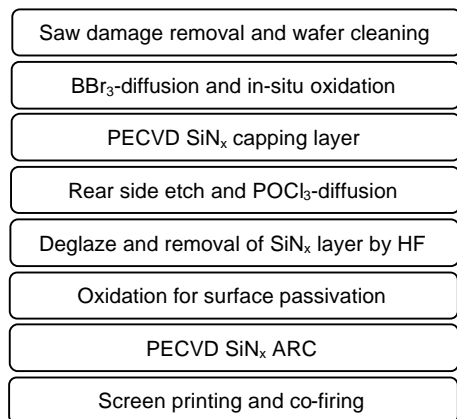 Saw damage removal and wafer cleaning
BBr₃-diffusion and in-situ oxidation
PECVD SiNₓ capping layer
Rear side etch and POCl₃-diffusion
Deglaze and removal of SiNₓ layer by HF
Oxidation for surface passivation
PECVD SiNₓ ARC
Screen printing and co-firing